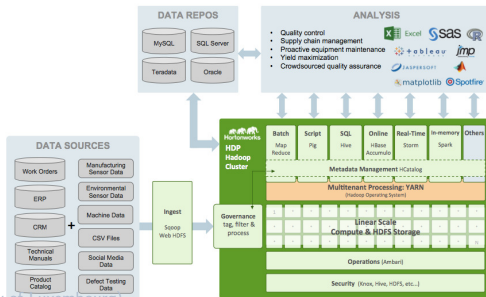 DATA REPOS
MySQL
SQL Server
Teradata
Oracle
ANALYSIS
• Quality control
• Supply chain management
• Proactive equipment maintenance
• Yield maximization
• Crowdsourced quality assurance
Excel
sas
R
+ a b l e a u
jmp
JASPERSOFT
matplotlib
Spotfire
DATA SOURCES
Work Orders
ERP
CRM
Technical
Manuals
Product
Catalog
+
Manufacturing
Sensor Data
Environmental
Sensor Data
Machine Data
CSV Files
Social Media
Data
Defect Testing
Data
Ingest
Sqoop
Web HDFS
Hortonworks
HDP
Hadoop
Cluster
Governance
tag, filter &
process
Batch
Map
Reduce
Script
Pig
SQL
Hive
Online
HBase
Accumulo
Real-Time
Storm
In-memory
Spark
Others
Metadata Management HCatalog
Multitenant Processing: YARN
(Hadoop Operating System)
Linear Scale
Compute & HDFS Storage
Operations (Ambari)
Security (Knox, Hive, HDFS, etc...)